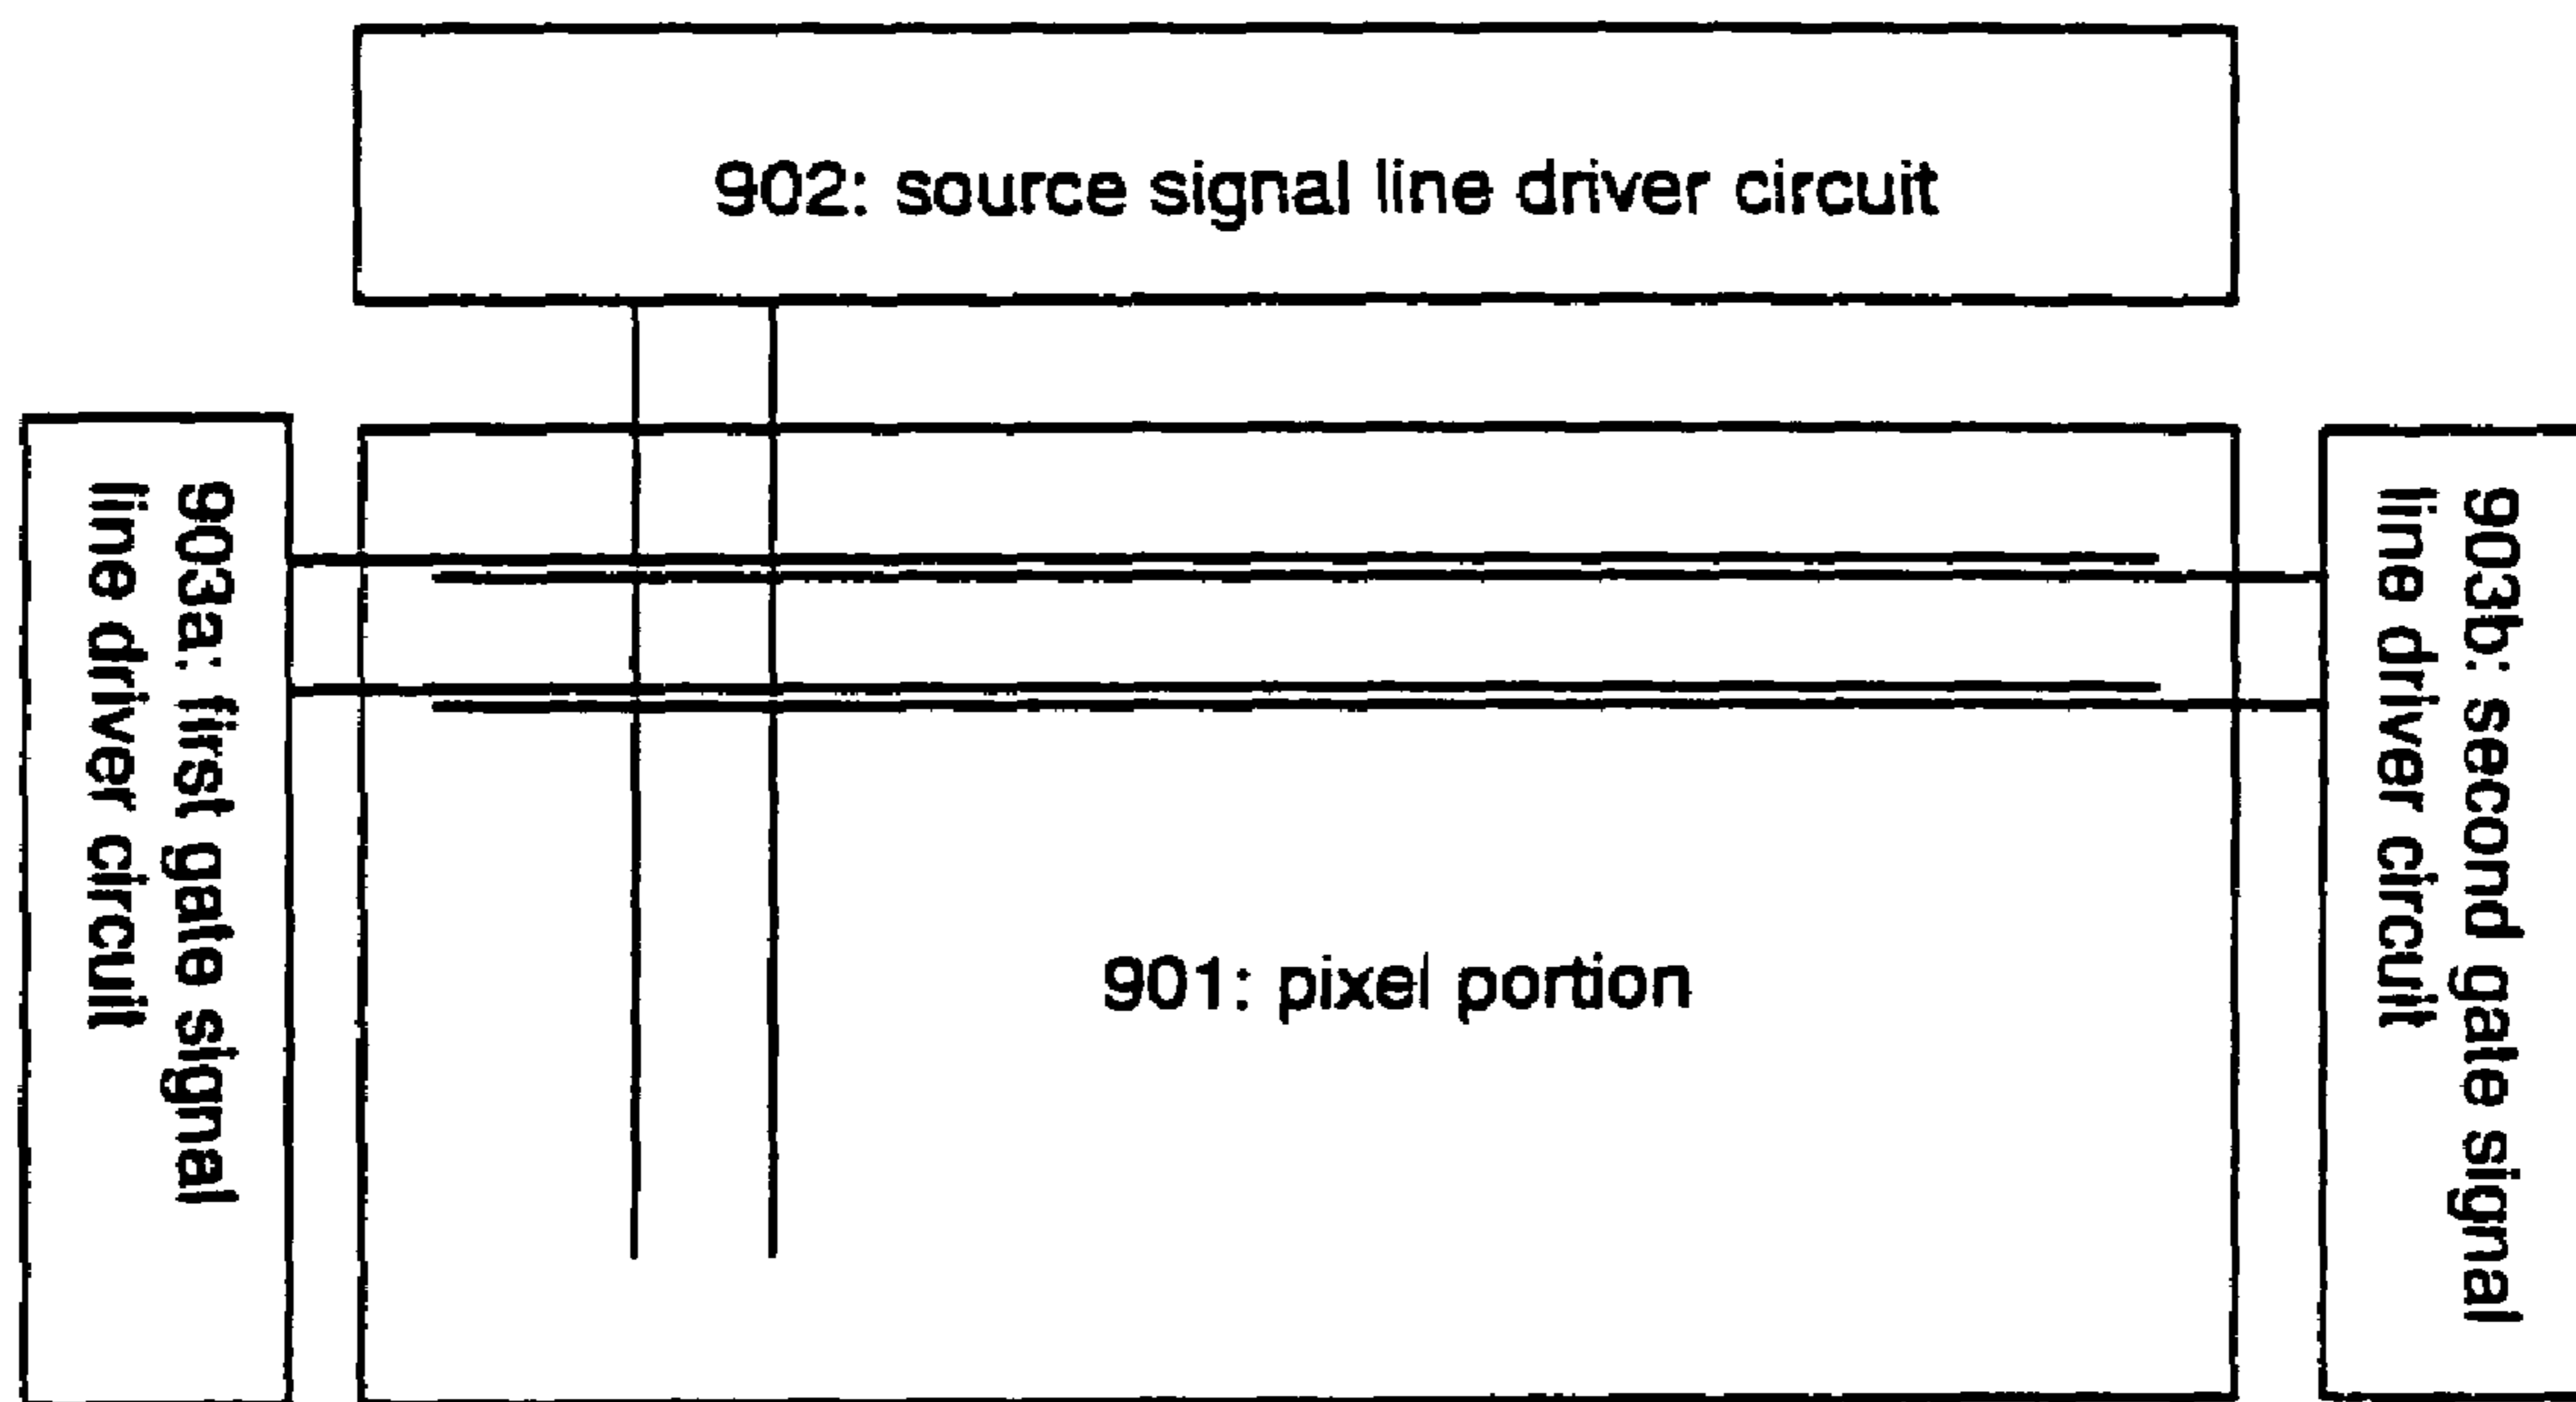 902: source signal line driver circuit
903a: first gate signal
line driver circuit
901: pixel portion
903b: second gate signal
line driver circuit